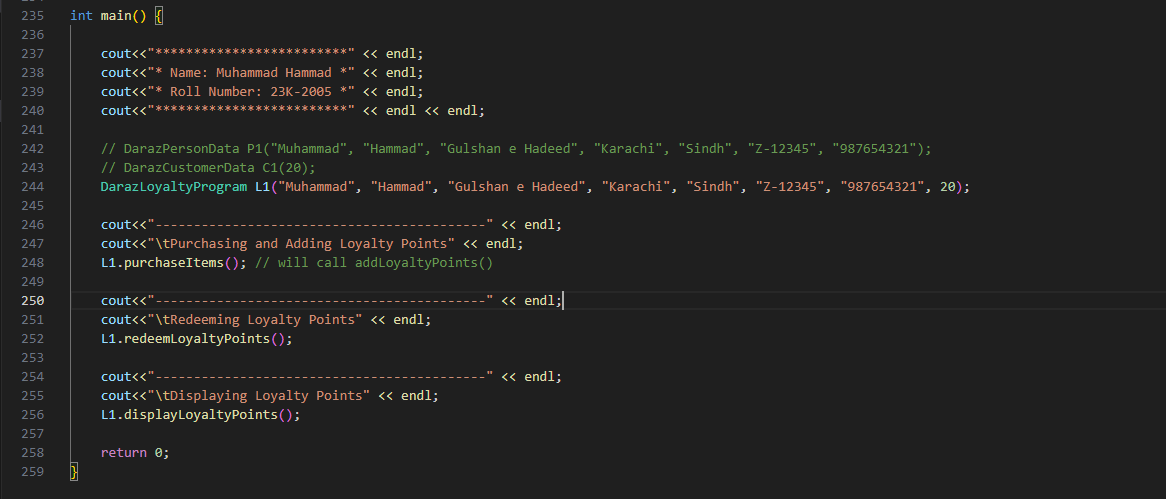 235 int main() {
236
237 cout<<"*************************" << endl;
238 cout<<"* Name: Muhammad Hammad *" << endl;
239 cout<<"* Roll Number: 23K-2005 *" << endl;
240 cout<<"*************************" << endl << endl;
241
242 // DarazPersonData P1("Muhammad", "Hammad", "Gulshan e Hadeed", "Karachi", "Sindh", "Z-12345", "987654321");
243 // DarazCustomerData C1(20);
244 DarazLoyaltyProgram L1("Muhammad", "Hammad", "Gulshan e Hadeed", "Karachi", "Sindh", "Z-12345", "987654321", 20);
245
246 cout<<"-------------------------------------------" << endl;
247 cout<<"\tPurchasing and Adding Loyalty Points" << endl;
248 L1.purchaseItems(); // will call addLoyaltyPoints()
249
250 cout<<"-------------------------------------------" << endl;
251 cout<<"\tRedeeming Loyalty Points" << endl;
252 L1.redeemLoyaltyPoints();
253
254 cout<<"-------------------------------------------" << endl;
255 cout<<"\tDisplaying Loyalty Points" << endl;
256 L1.displayLoyaltyPoints();
257
258 return 0;
259 }